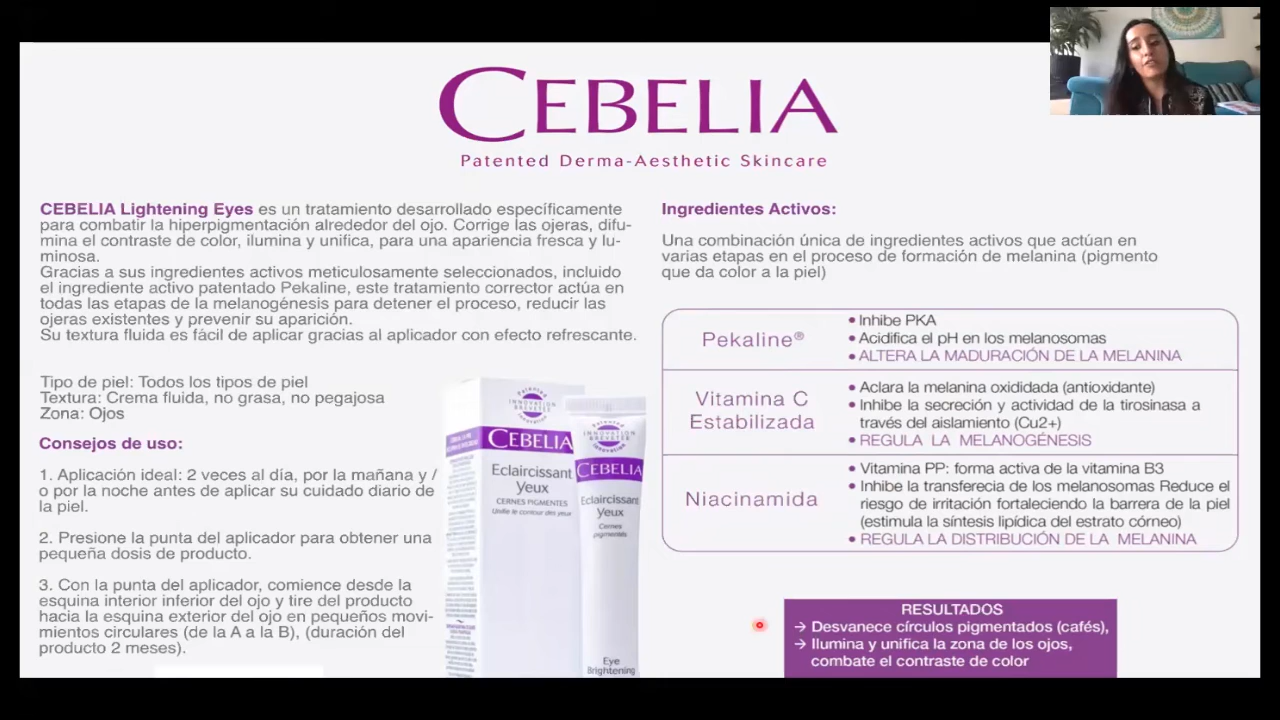 CEBELIA
Patented Derma-Aesthetic Skincare
CEBELIA Lightening Eyes es un tratamiento desarrollado específicamente
para combatir la hiperpigmentación alrededor del ojo. Corrige las ojeras, difu-
mina el contraste de color, ilumina y unifica, para una apariencia fresca y lu-
minosa.
Gracias a sus ingredientes activos meticulosamente seleccionados, incluido
el ingrediente activo patentado Pekaline, este tratamiento corrector actúa en
todas las etapas de la melanogénesis para detener el proceso, reducir las
ojeras existentes y prevenir su aparición.
Su textura fluida es fácil de aplicar gracias al aplicador con efecto refrescante.
Tipo de piel: Todos los tipos de piel
Textura: Crema fluida, no grasa, no pegajosa
Zona: Ojos
Consejos de uso:
1. Aplicación ideal: 2 veces al día, por la mañana y /
o por la noche antes de aplicar su cuidado diario de
la piel.
2. Presione la punta del aplicador para obtener una
pequeña dosis de producto.
3. Con la punta del aplicador, comience desde la
esquina interior inferior del ojo y tire del producto
hacia la esquina exterior del ojo en pequeños movi-
mientos circulares (de la A a la B), (duración del
producto 2 meses).
Patented
INNOVATION
BREVETÉE
CEBELIA
Eclaircissant
Yeux
CERNES PIGMENTÉS
Unifie le contour des yeux
INNOVATION
BREVETÉE
CEBELIA
Eclaircissant
Yeux
Cernes
pigmentés
Eye
Brightening
Ingredientes Activos:
Una combinación única de ingredientes activos que actúan en
varias etapas en el proceso de formación de melanina (pigmento
que da color a la piel)
Pekaline®
• Inhibe PKA
• Acidifica el pH en los melanosomas
• ALTERA LA MADURACIÓN DE LA MELANINA
Vitamina C
Estabilizada
• Aclara la melanina oxididada (antioxidante)
• Inhibe la secreción y actividad de la tirosinasa a
través del aislamiento (Cu2+)
• REGULA LA MELANOGÉNESIS
Niacinamida
• Vitamina PP: forma activa de la vitamina B3
• Inhibe la transferecia de los melanosomas Reduce el
riesgo de irritación fortaleciendo la barrera de la piel
(estimula la síntesis lipídica del estrato córneo)
• REGULA LA DISTRIBUCIÓN DE LA MELANINA
RESULTADOS
→ Desvanece círculos pigmentados (cafés),
→ Ilumina y unifica la zona de los ojos,
combate el contraste de color